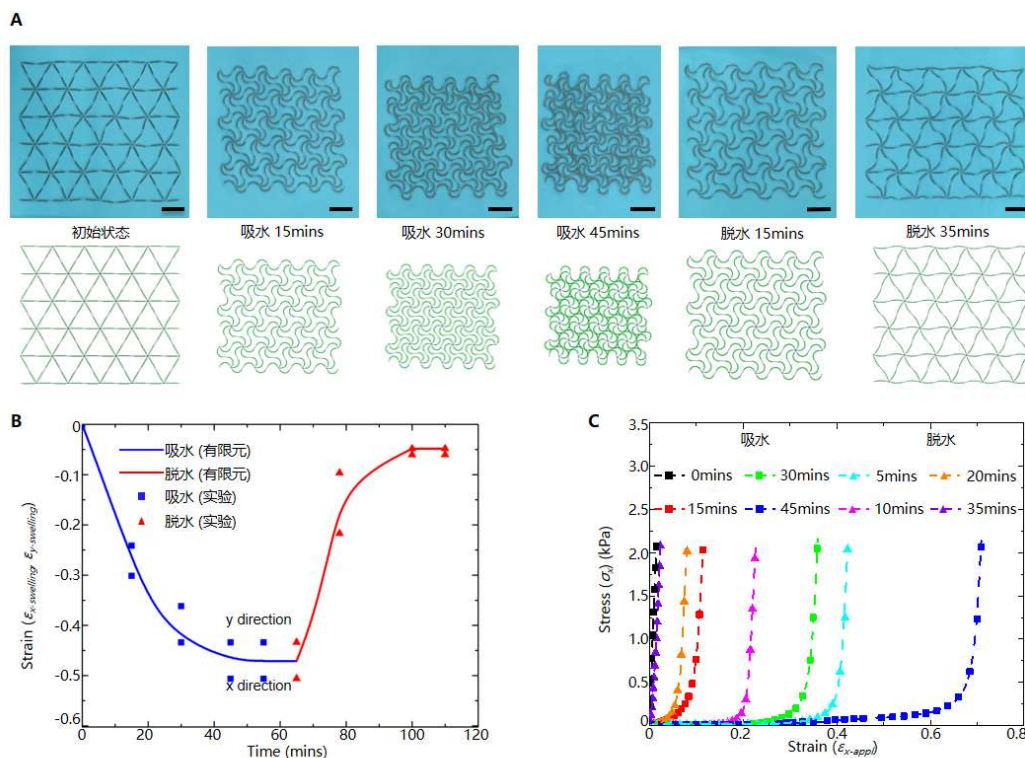 A
初始状态
吸水 15mins
吸水 30mins
吸水 45mins
脱水 15mins
脱水 35mins
B
0
-0.1
-0.2
-0.3
-0.4
-0.5
-0.6
Strain (εx-swelling, εy-swelling)
吸水 (有限元)
脱水 (有限元)
吸水 (实验)
脱水 (实验)
y direction
x direction
0 20 40 60 80 100 120
Time (mins)
C
3.5
3.0
2.5
2.0
1.5
1.0
0.5
0
Stress (σx) (kPa)
吸水 脱水
0mins 30mins 5mins 20mins
15mins 45mins 10mins 35mins
0 0.2 0.4 0.6 0.8
Strain (εx-appl)